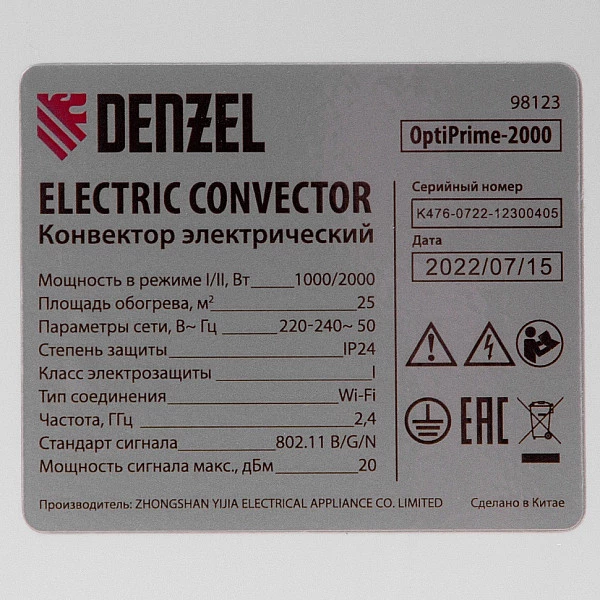 DENZEL
98123
OptiPrime-2000
ELECTRIC CONVECTOR
Конвектор электрический
Серийный номер
K476-0722-12300405
Дата
2022/07/15
Мощность в режиме I/II, Вт 1000/2000
Площадь обогрева, м² 25
Параметры сети, В~ Гц 220-240~ 50
Степень защиты IP24
Класс электрозащиты I
Тип соединения Wi-Fi
Частота, ГГц 2,4
Стандарт сигнала 802.11 B/G/N
Мощность сигнала макс., дБм 20
EAC
Производитель: ZHONGSHAN YIJIA ELECTRICAL APPLIANCE CO. LIMITED Сделано в Китае